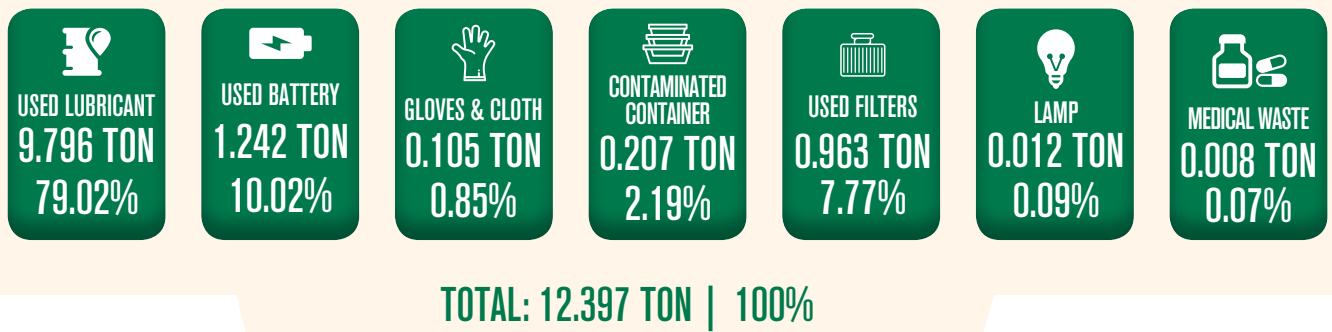 USED LUBRICANT
9.796 TON
79.02%
USED BATTERY
1.242 TON
10.02%
GLOVES & CLOTH
0.105 TON
0.85%
CONTAMINATED
CONTAINER
0.207 TON
2.19%
USED FILTERS
0.963 TON
7.77%
LAMP
0.012 TON
0.09%
MEDICAL WASTE
0.008 TON
0.07%
TOTAL: 12.397 TON | 100%